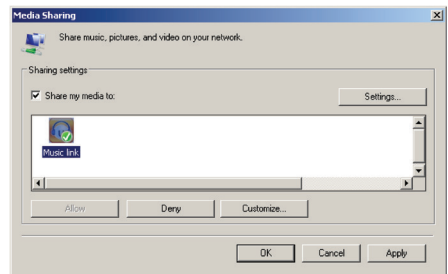 Media Sharing
Share music, pictures, and video on your network.
Sharing settings
Share my media to:
Settings...
Music link
Allow
Deny
Customize...
OK
Cancel
Apply